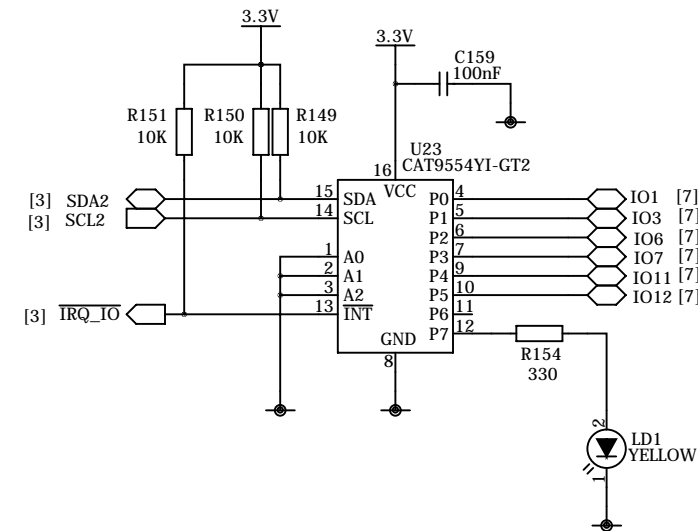 3.3V
3.3V
C159
100nF
R151
10K
R150
10K
R149
10K
U23
CAT9554YI-GT2
16
VCC
[3] SDA2
15 SDA
P0 4
IO1 [7]
[3] SCL2
14 SCL
P1 5
IO3 [7]
P2 6
IO6 [7]
1 A0
P3 7
IO7 [7]
2 A1
P4 9
IO11 [7]
3 A2
P5 10
IO12 [7]
[3] IRQ_IO
13 INT
P6 11
P7 12
GND
8
R154
330
2
LD1
YELLOW
1